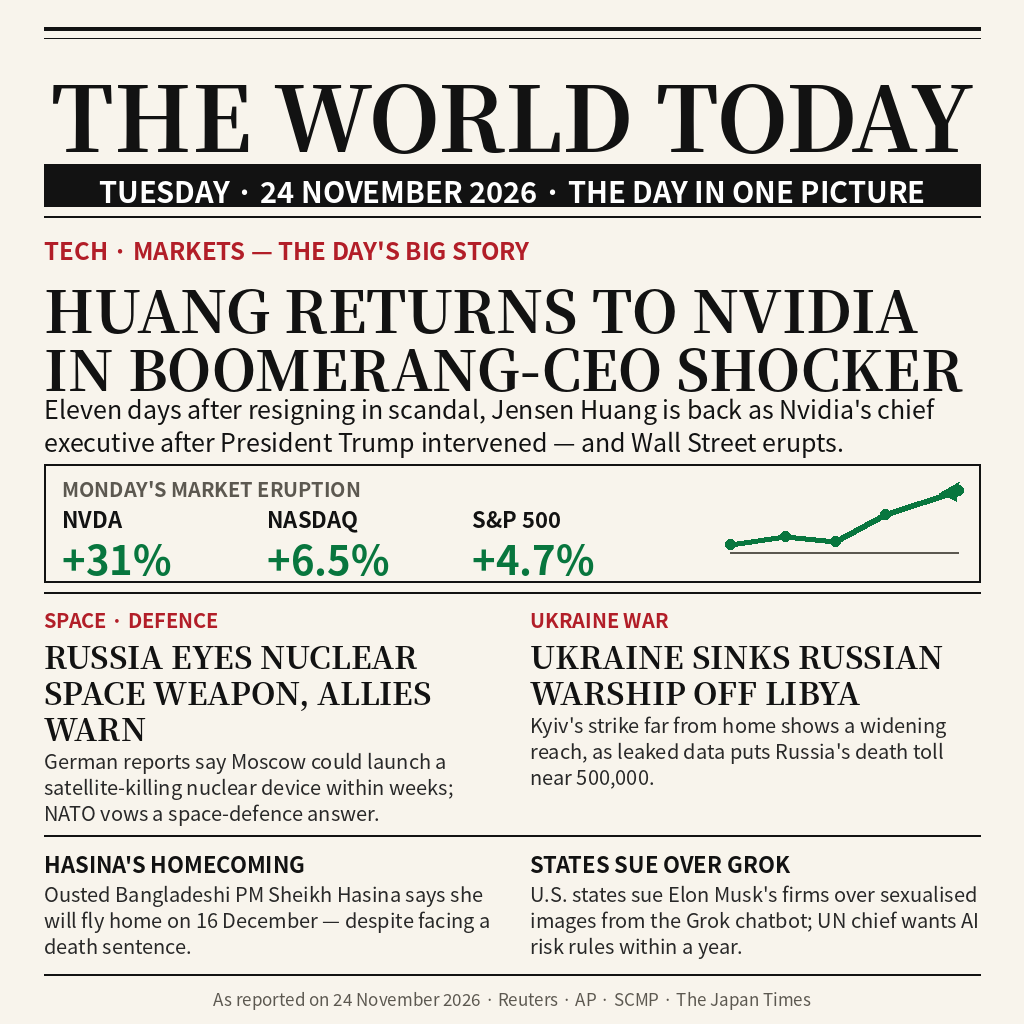 THE WORLD TODAY
TUESDAY · 24 NOVEMBER 2026 · THE DAY IN ONE PICTURE
TECH · MARKETS — THE DAY'S BIG STORY
HUANG RETURNS TO NVIDIA
IN BOOMERANG-CEO SHOCKER
Eleven days after resigning in scandal, Jensen Huang is back as Nvidia's chief
executive after President Trump intervened — and Wall Street erupts.
MONDAY'S MARKET ERUPTION
NVDA NASDAQ S&P 500
+31% +6.5% +4.7%
SPACE · DEFENCE
RUSSIA EYES NUCLEAR
SPACE WEAPON, ALLIES
WARN
German reports say Moscow could launch a
satellite-killing nuclear device within weeks;
NATO vows a space-defence answer.
UKRAINE WAR
UKRAINE SINKS RUSSIAN
WARSHIP OFF LIBYA
Kyiv's strike far from home shows a widening
reach, as leaked data puts Russia's death toll
near 500,000.
HASINA'S HOMECOMING
Ousted Bangladeshi PM Sheikh Hasina says she
will fly home on 16 December — despite facing a
death sentence.
STATES SUE OVER GROK
U.S. states sue Elon Musk's firms over sexualised
images from the Grok chatbot; UN chief wants AI
risk rules within a year.
As reported on 24 November 2026 · Reuters · AP · SCMP · The Japan Times